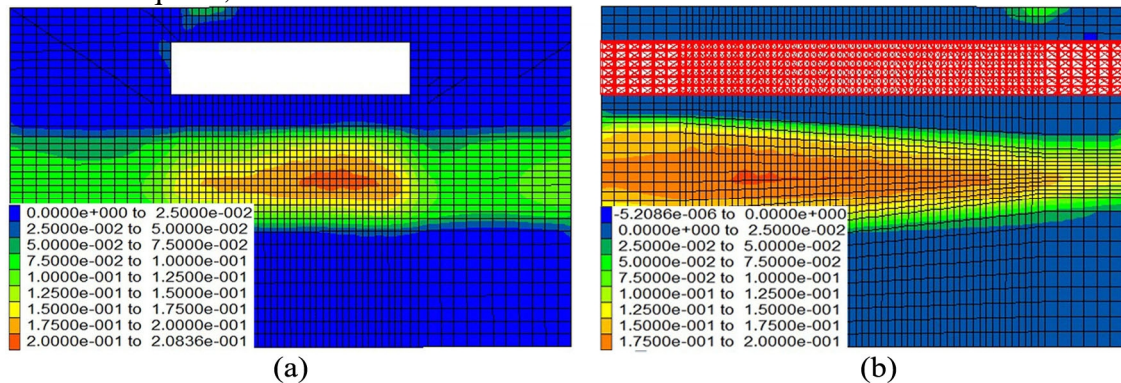 0.0000e+000 to 2.5000e-002
2.5000e-002 to 5.0000e-002
5.0000e-002 to 7.5000e-002
7.5000e-002 to 1.0000e-001
1.0000e-001 to 1.2500e-001
1.2500e-001 to 1.5000e-001
1.5000e-001 to 1.7500e-001
1.7500e-001 to 2.0000e-001
2.0000e-001 to 2.0836e-001
(a)
-5.2086e-006 to 0.0000e+000
0.0000e+000 to 2.5000e-002
2.5000e-002 to 5.0000e-002
5.0000e-002 to 7.5000e-002
7.5000e-002 to 1.0000e-001
1.0000e-001 to 1.2500e-001
1.2500e-001 to 1.5000e-001
1.5000e-001 to 1.7500e-001
1.7500e-001 to 2.0000e-001
(b)